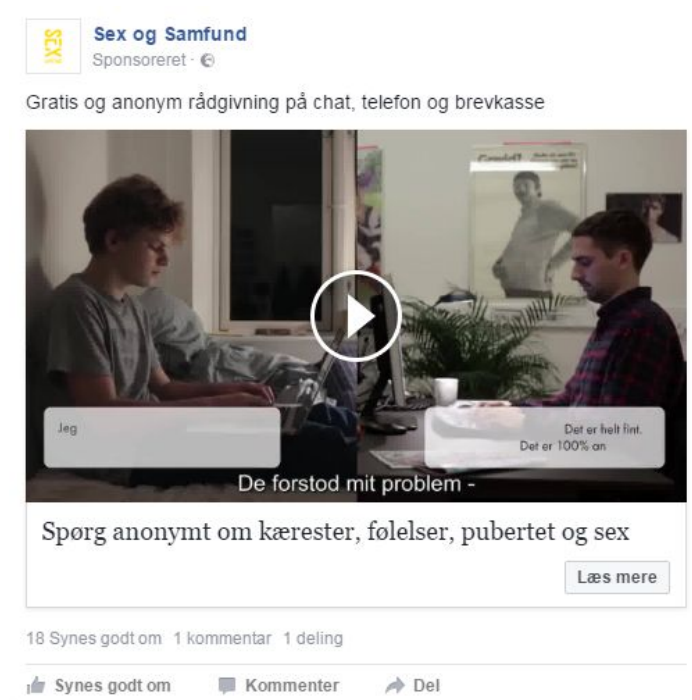 SEX
Sex og Samfund
Sponsoreret ·
Gratis og anonym rådgivning på chat, telefon og brevkasse
Jeg
Det er helt fint.
Det er 100% an
De forstod mit problem -
Spørg anonymt om kærester, følelser, pubertet og sex
Læs mere
18 Synes godt om 1 kommentar 1 deling
Synes godt om Kommenter Del